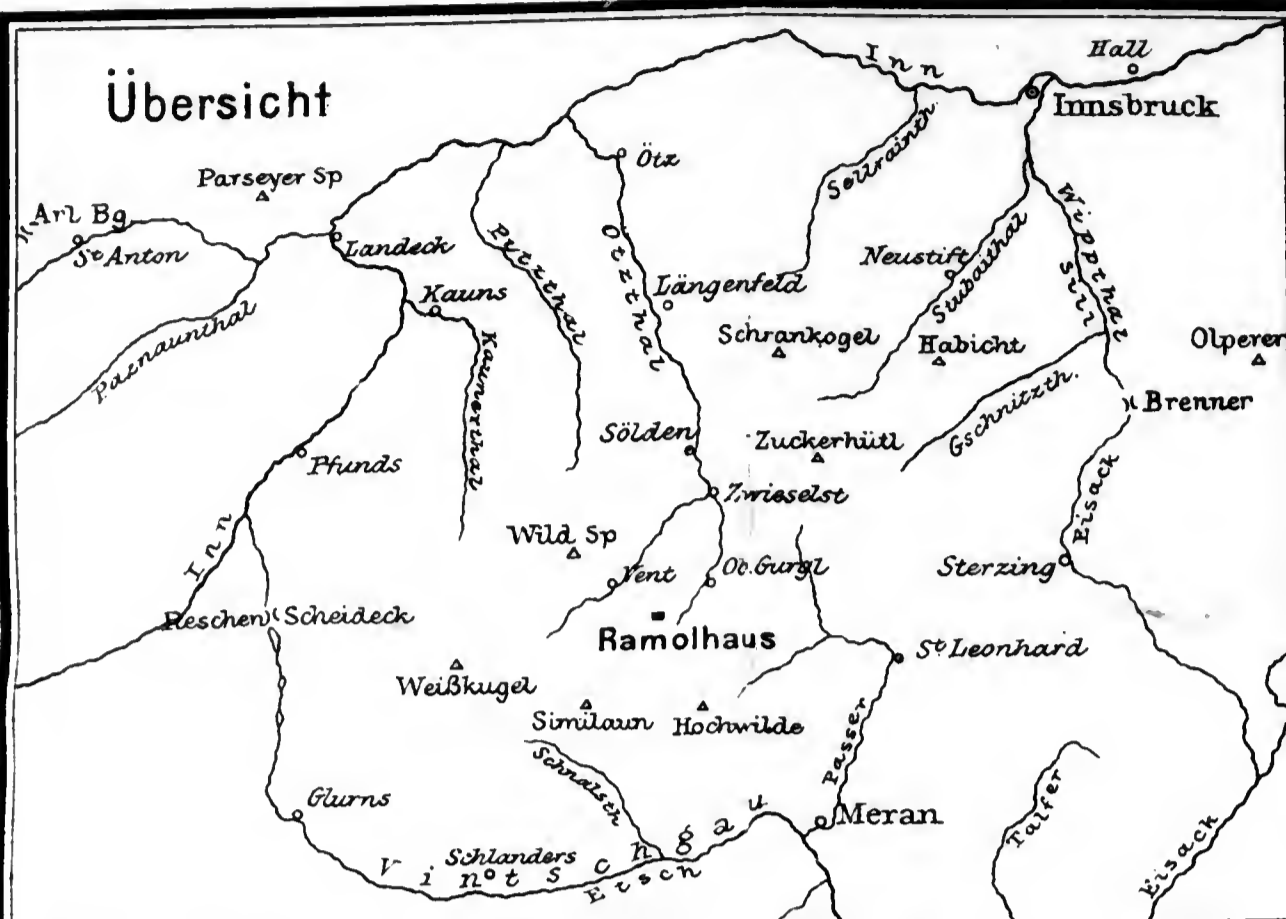 Übersicht
Inn
Hall
Innsbruck
Ötz
Sellrainth
Parseyer Sp
Arl Bg
St Anton
Landeck
Pytzthal
Ötzthal
Längenfeld
Neustift
Stubaithal
Wippthal
Sill
Kauns
Kaunerthal
Paznaunthal
Schrankogel
Habicht
Olperer
Gschnitzth.
Brenner
Pfunds
Sölden
Zuckerhütl
Zwieselst
Eisack
Inn
Wild Sp
Vent
Ob. Gurgl
Sterzing
Reschen Scheideck
Ramolhaus
St Leonhard
Weißkugel
Similaun
Hochwilde
Passer
Schnalsth
Glurns
Meran
Talfer
Schlanders
Vintschgau
Etsch
Eisack